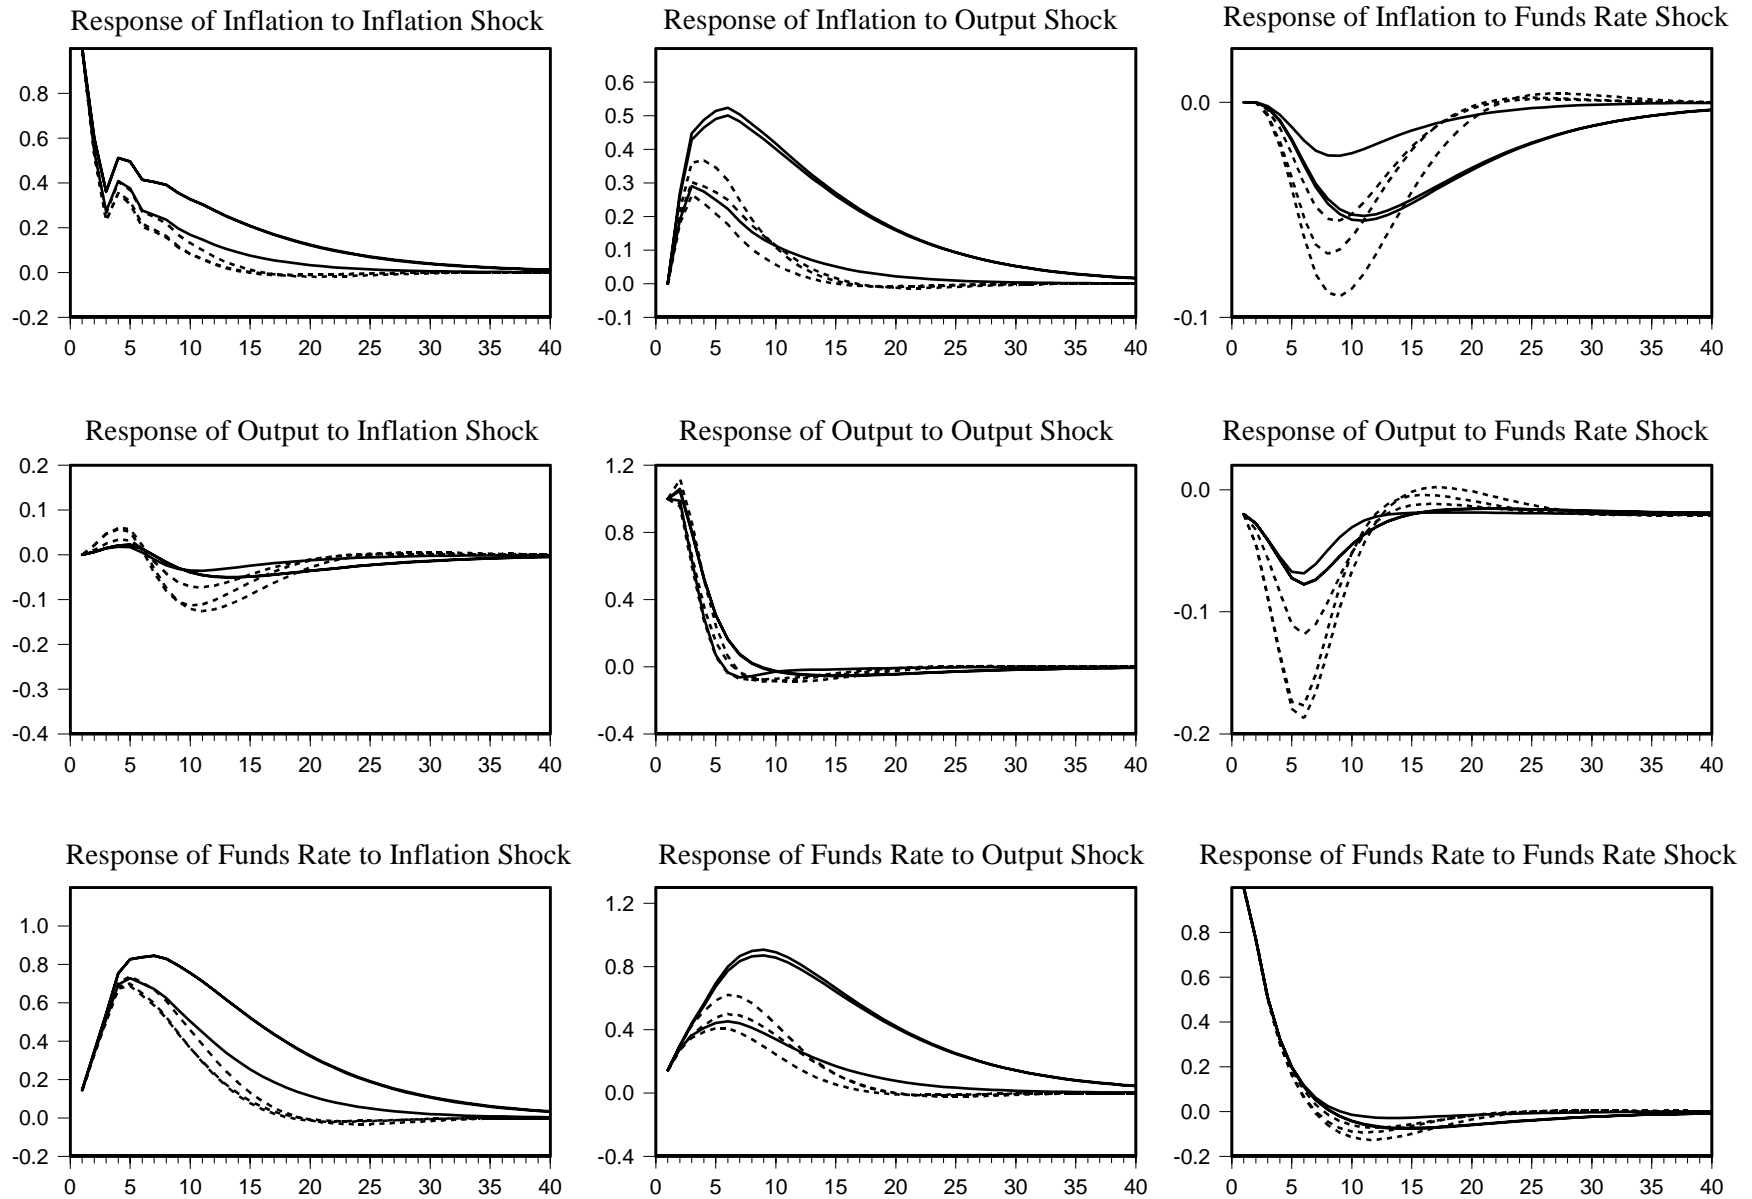 Response of Inflation to Inflation Shock
0.8
0.6
0.4
0.2
0.0
-0.2
0 5 10 15 20 25 30 35 40
Response of Inflation to Output Shock
0.6
0.5
0.4
0.3
0.2
0.1
0.0
-0.1
0 5 10 15 20 25 30 35 40
Response of Inflation to Funds Rate Shock
0.0
-0.1
0 5 10 15 20 25 30 35 40
Response of Output to Inflation Shock
0.2
0.1
0.0
-0.1
-0.2
-0.3
-0.4
0 5 10 15 20 25 30 35 40
Response of Output to Output Shock
1.2
0.8
0.4
0.0
-0.4
0 5 10 15 20 25 30 35 40
Response of Output to Funds Rate Shock
0.0
-0.1
-0.2
0 5 10 15 20 25 30 35 40
Response of Funds Rate to Inflation Shock
1.0
0.8
0.6
0.4
0.2
0.0
-0.2
0 5 10 15 20 25 30 35 40
Response of Funds Rate to Output Shock
1.2
0.8
0.4
0.0
-0.4
0 5 10 15 20 25 30 35 40
Response of Funds Rate to Funds Rate Shock
0.8
0.6
0.4
0.2
0.0
-0.2
0 5 10 15 20 25 30 35 40